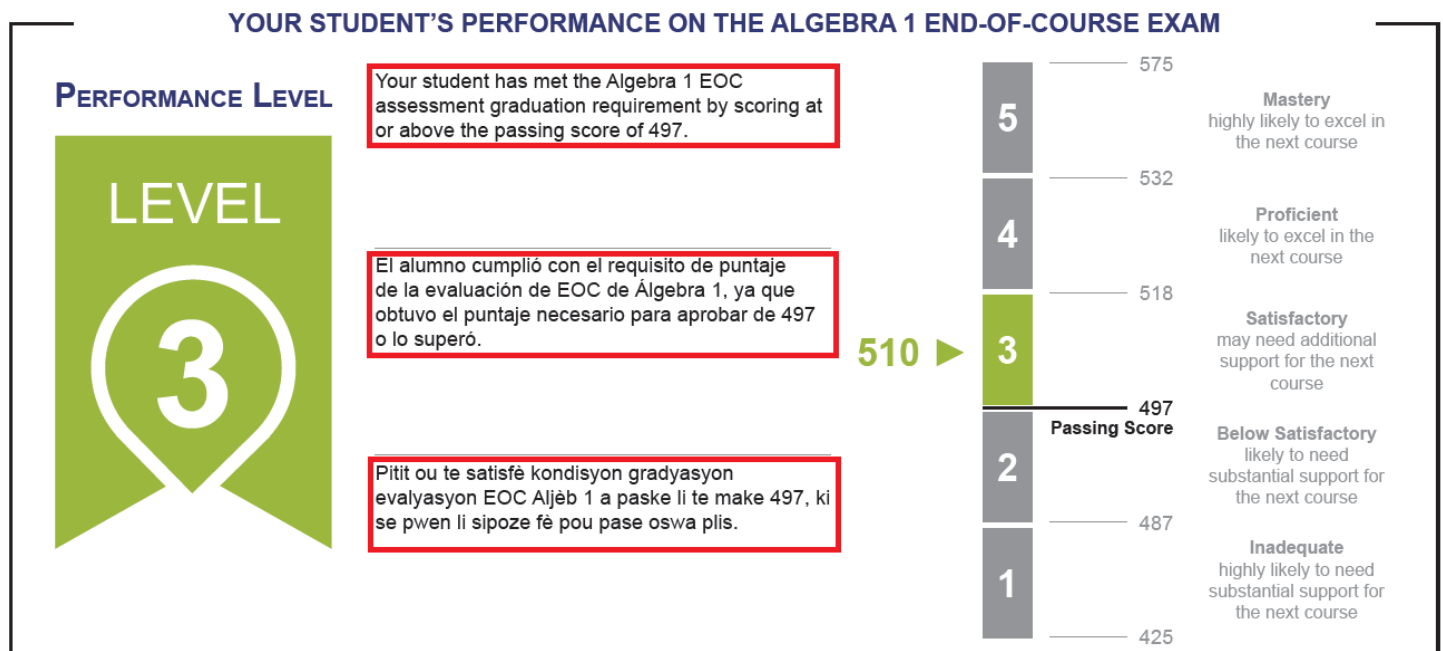 YOUR STUDENT'S PERFORMANCE ON THE ALGEBRA 1 END-OF-COURSE EXAM
PERFORMANCE LEVEL
LEVEL
3
Your student has met the Algebra 1 EOC
assessment graduation requirement by scoring at
or above the passing score of 497.
El alumno cumplió con el requisito de puntaje
de la evaluación de EOC de Álgebra 1, ya que
obtuvo el puntaje necesario para aprobar de 497
o lo superó.
Pitit ou te satisfè kondisyon gradyasyon
evalyasyon EOC Aljèb 1 a paske li te make 497, ki
se pwen li sipoze fè pou pase oswa plis.
510
575
5
Mastery
highly likely to excel in
the next course
532
4
Proficient
likely to excel in the
next course
518
3
Satisfactory
may need additional
support for the next
course
497
Passing Score
2
Below Satisfactory
likely to need
substantial support for
the next course
487
1
Inadequate
highly likely to need
substantial support for
the next course
425